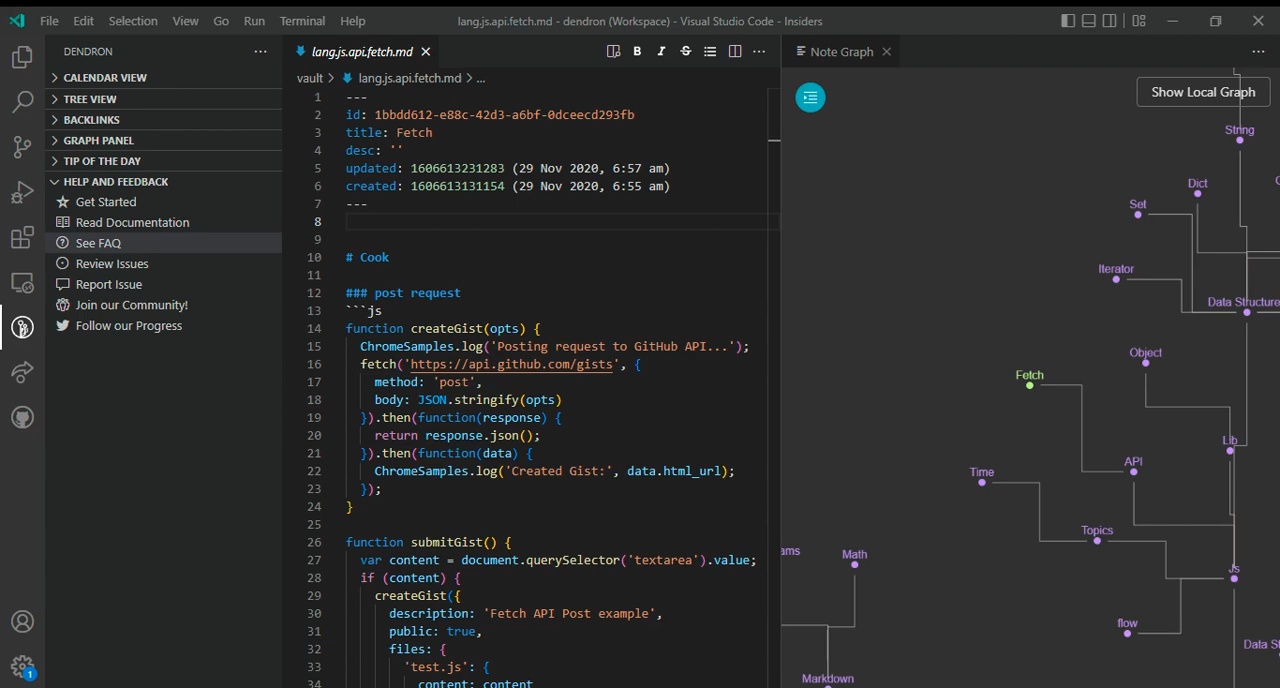 File Edit Selection View Go Run Terminal Help
lang.js.api.fetch.md - dendron (Workspace) - Visual Studio Code - Insiders
DENDRON
CALENDAR VIEW
TREE VIEW
BACKLINKS
GRAPH PANEL
TIP OF THE DAY
HELP AND FEEDBACK
Get Started
Read Documentation
See FAQ
Review Issues
Report Issue
Join our Community!
Follow our Progress
1
lang.js.api.fetch.md
B I S
vault > lang.js.api.fetch.md > ...
1 ---
2 id: 1bbdd612-e88c-42d3-a6bf-0dceecd293fb
3 title: Fetch
4 desc: ''
5 updated: 1606613231283 (29 Nov 2020, 6:57 am)
6 created: 1606613131154 (29 Nov 2020, 6:55 am)
7 ---
8
9
10 # Cook
11
12 ### post request
13 ```js
14 function createGist(opts) {
15 ChromeSamples.log('Posting request to GitHub API...');
16 fetch('https://api.github.com/gists', {
17 method: 'post',
18 body: JSON.stringify(opts)
19 }).then(function(response) {
20 return response.json();
21 }).then(function(data) {
22 ChromeSamples.log('Created Gist:', data.html_url);
23 });
24 }
25
26 function submitGist() {
27 var content = document.querySelector('textarea').value;
28 if (content) {
29 createGist({
30 description: 'Fetch API Post example',
31 public: true,
32 files: {
33 'test.js': {
34 content: content
Note Graph
Show Local Graph
String
Dict
Set
Iterator
Data Structure
Object
Fetch
Lib
API
Time
Topics
ams
Math
Js
flow
Data St
Markdown